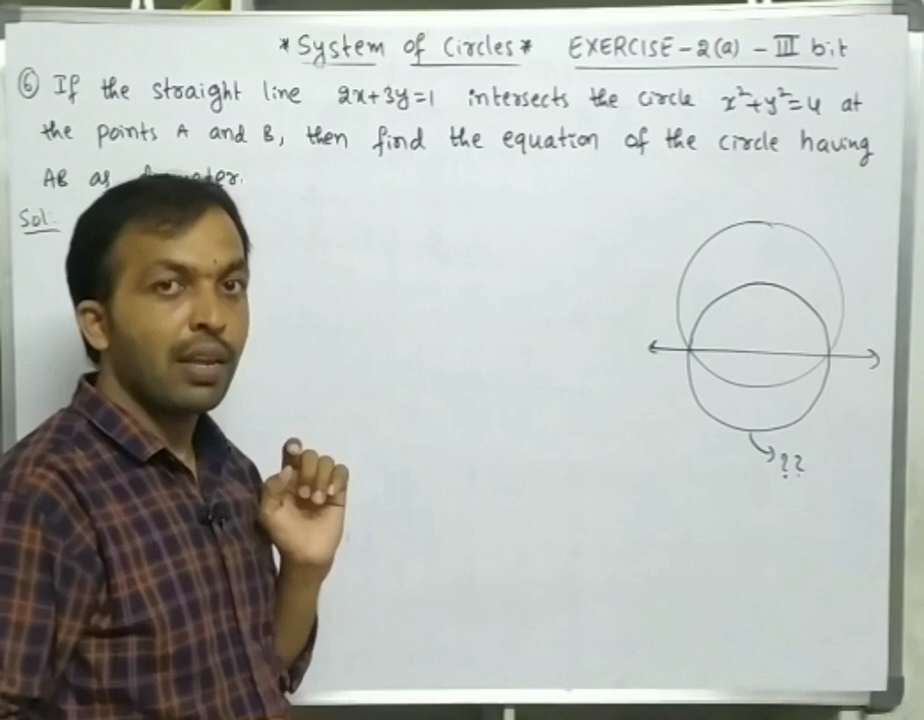 *System of Circles* EXERCISE-2(a) - III bit
⑥ If the straight line 2x+3y=1 intersects the circle x²+y²=4 at
the points A and B, then find the equation of the circle having
AB as
Sol:
??